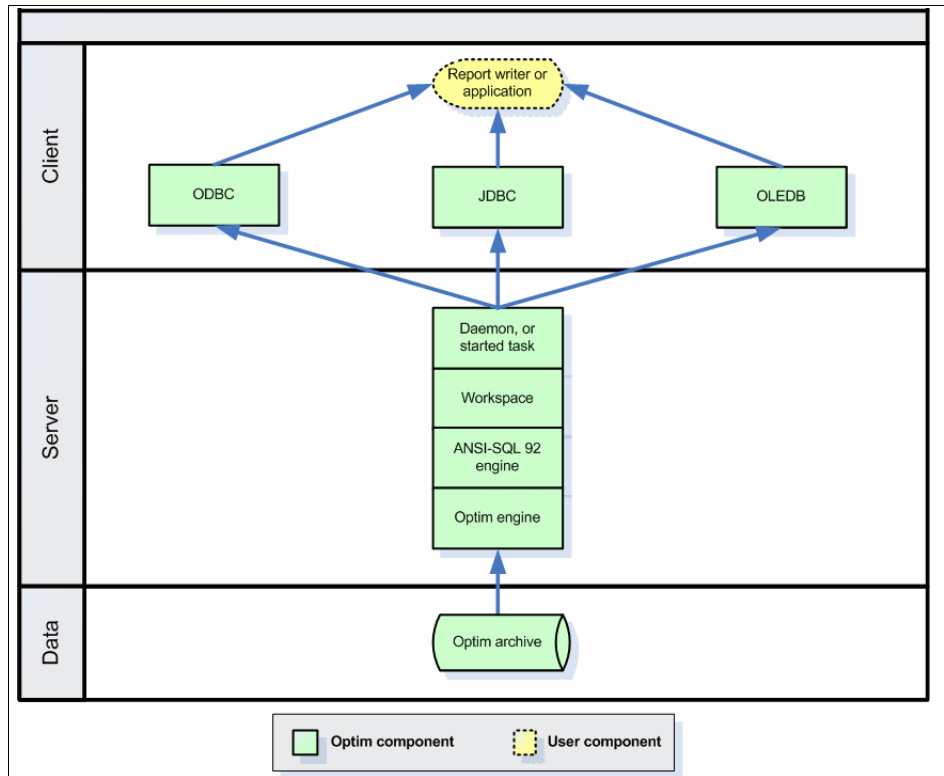 Client
Report writer or
application
ODBC
JDBC
OLEDB
Server
Daemon, or
started task
Workspace
ANSI-SQL 92
engine
Optim engine
Data
Optim archive
Optim component
User component